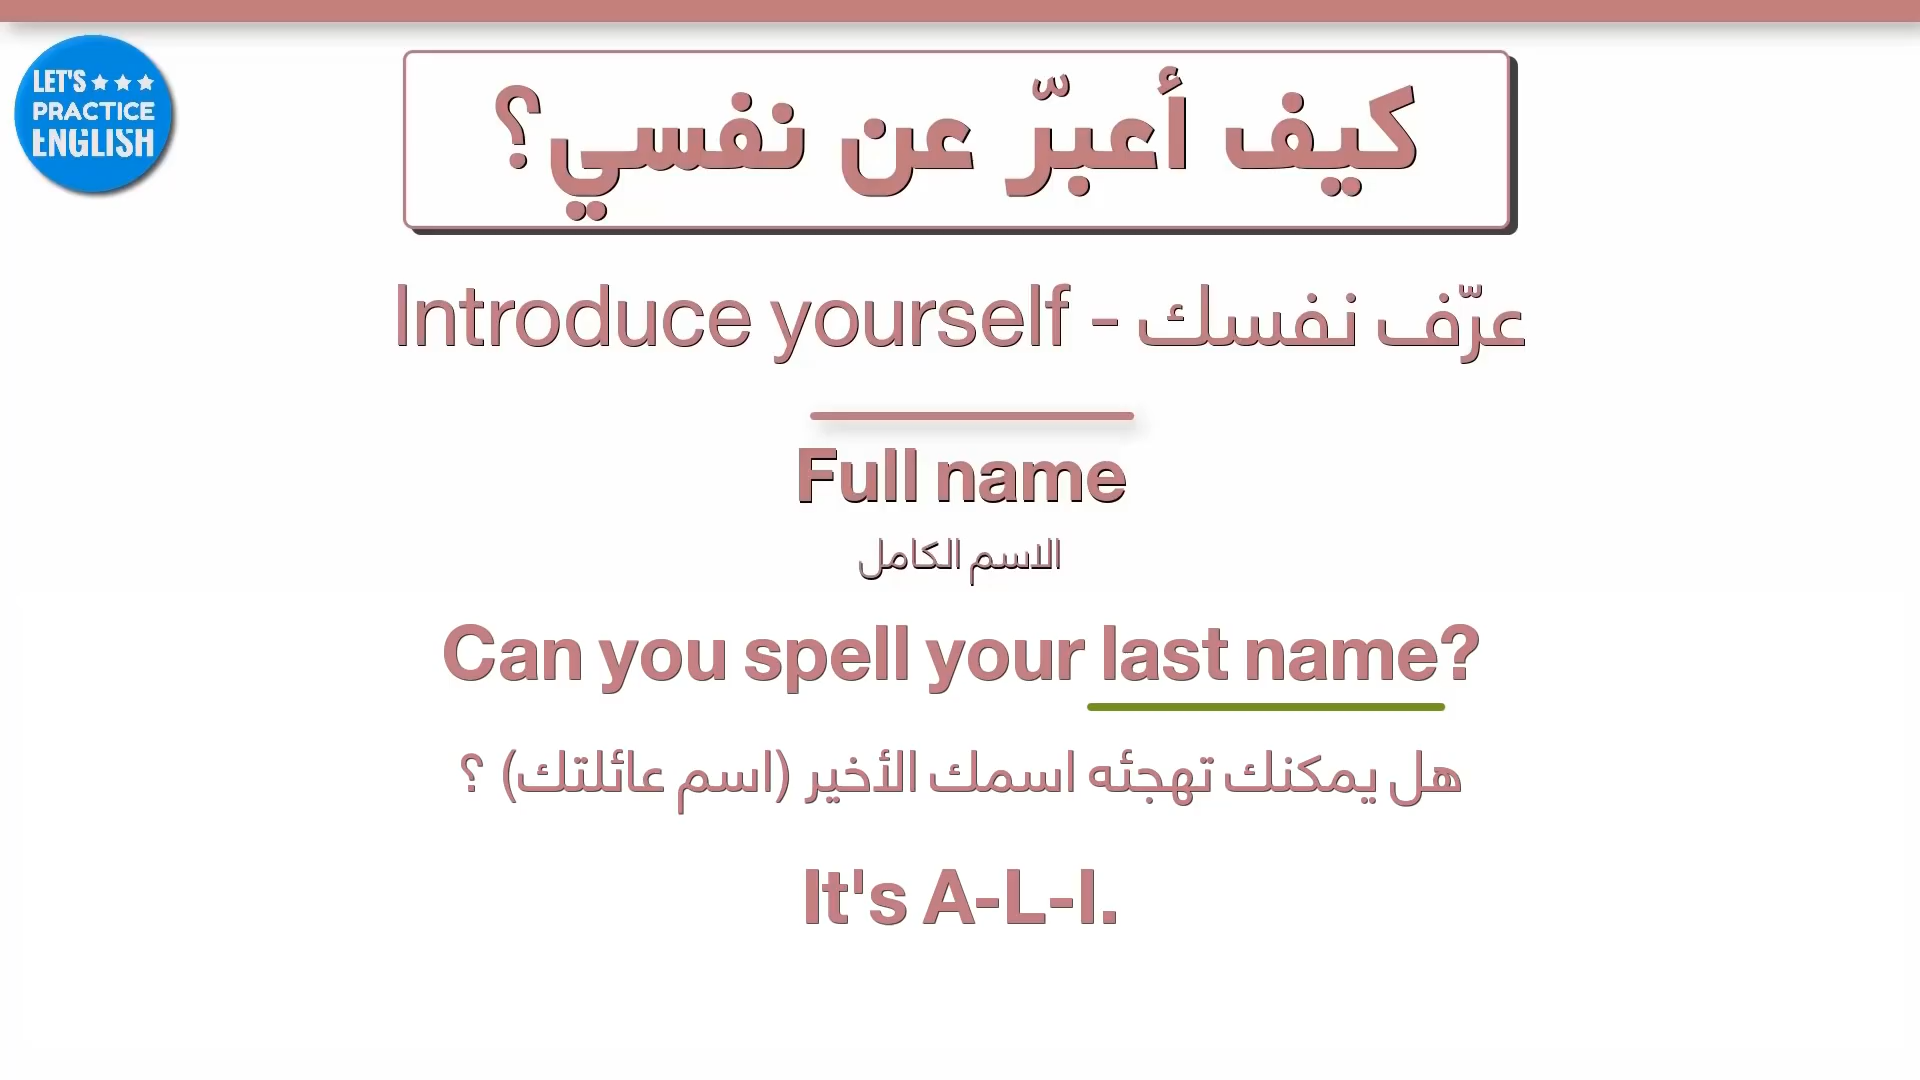 LET'S
PRACTICE
ENGLISH
كيف أعبرّ عن نفسي؟
Introduce yourself - عرّف نفسك
Full name
الاسم الكامل
Can you spell your last name?
هل يمكنك تهجئه اسمك الأخير (اسم عائلتك) ؟
It's A-L-I.